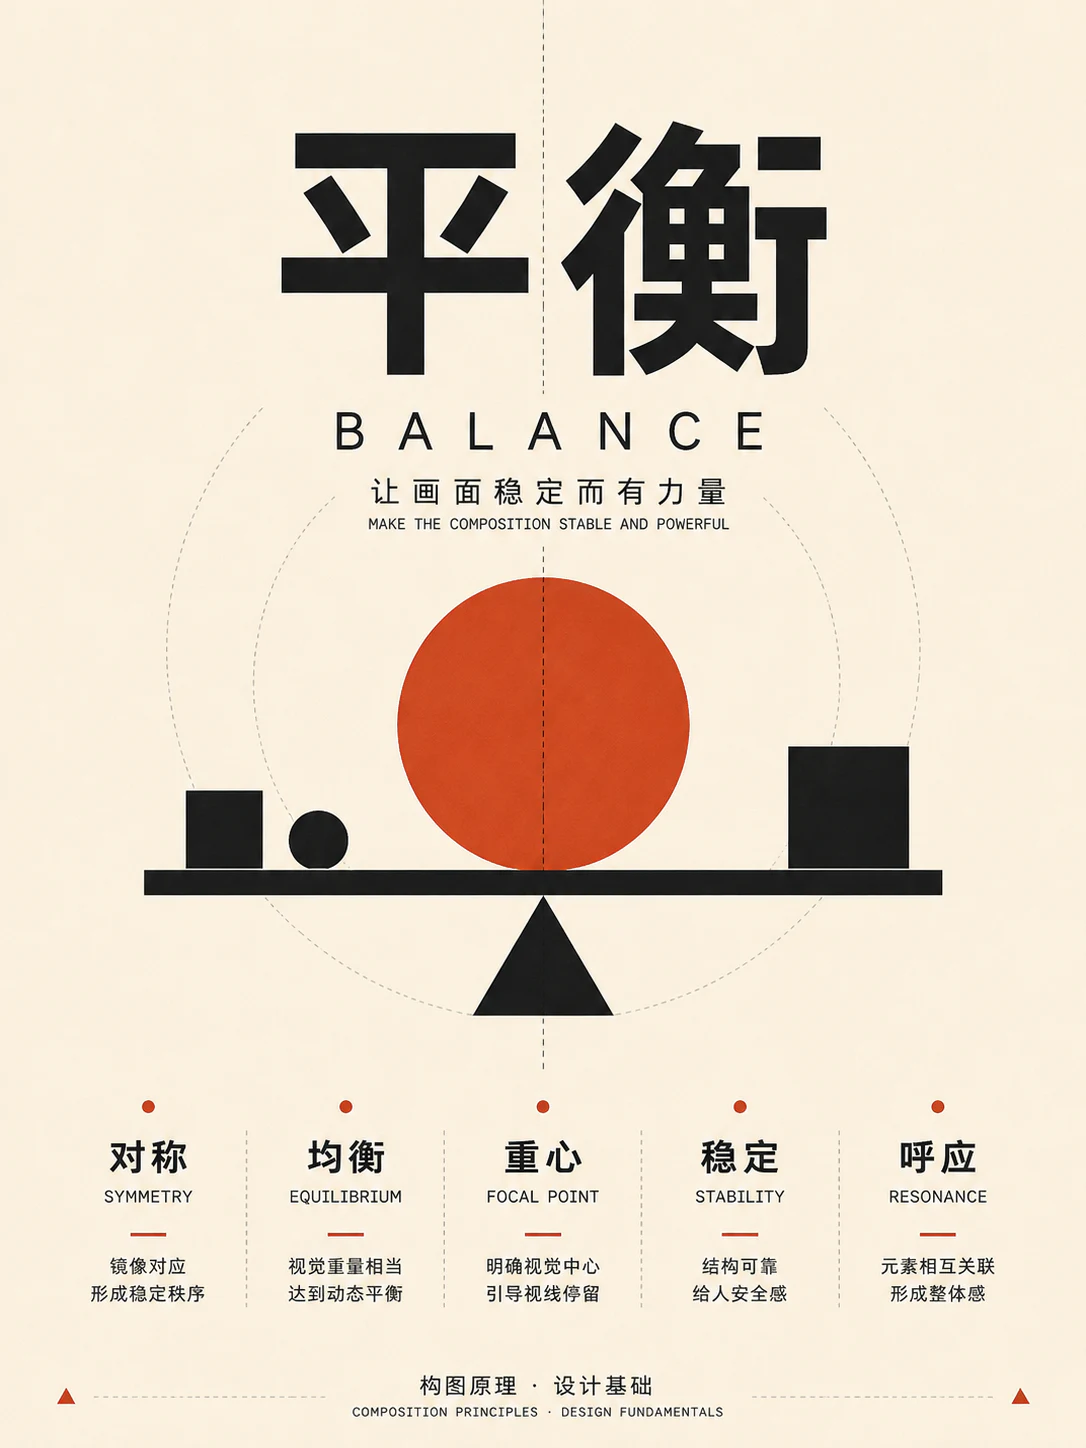 平衡
BALANCE
让画面稳定而有力量
MAKE THE COMPOSITION STABLE AND POWERFUL
对称
SYMMETRY
镜像对应
形成稳定秩序
均衡
EQUILIBRIUM
视觉重量相当
达到动态平衡
重心
FOCAL POINT
明确视觉中心
引导视线停留
稳定
STABILITY
结构可靠
给人安全感
呼应
RESONANCE
元素相互关联
形成整体感
构图原理 · 设计基础
COMPOSITION PRINCIPLES · DESIGN FUNDAMENTALS